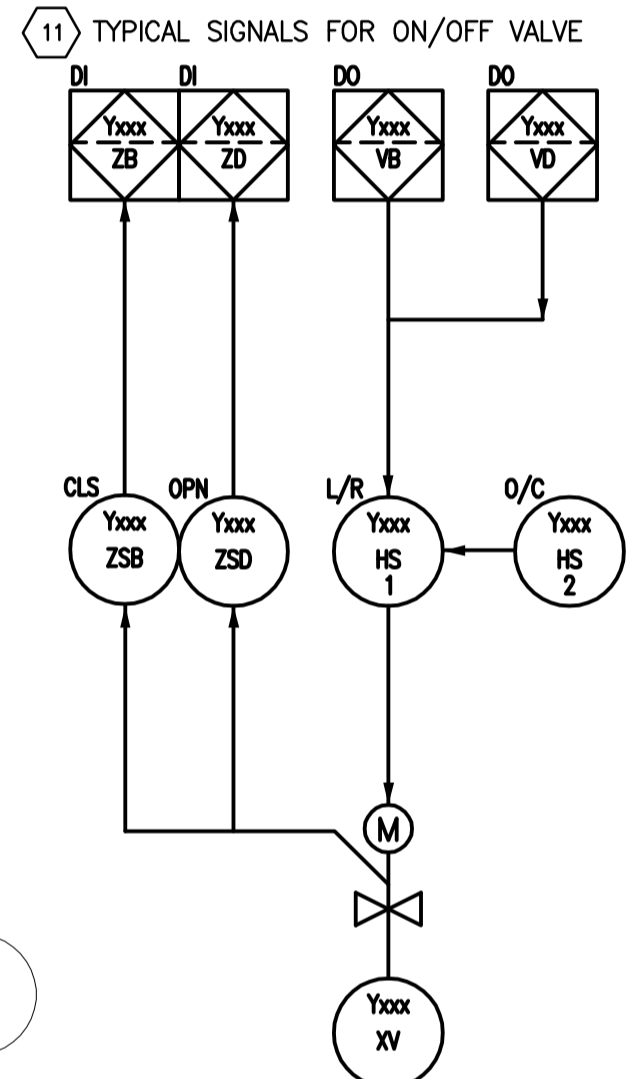 11 TYPICAL SIGNALS FOR ON/OFF VALVE
DI DI DO DO
Yxxx Yxxx Yxxx Yxxx
ZB ZD VB VD
CLS OPN L/R O/C
Yxxx Yxxx Yxxx Yxxx
ZSB ZSD HS HS
1 2
M
Yxxx
XV